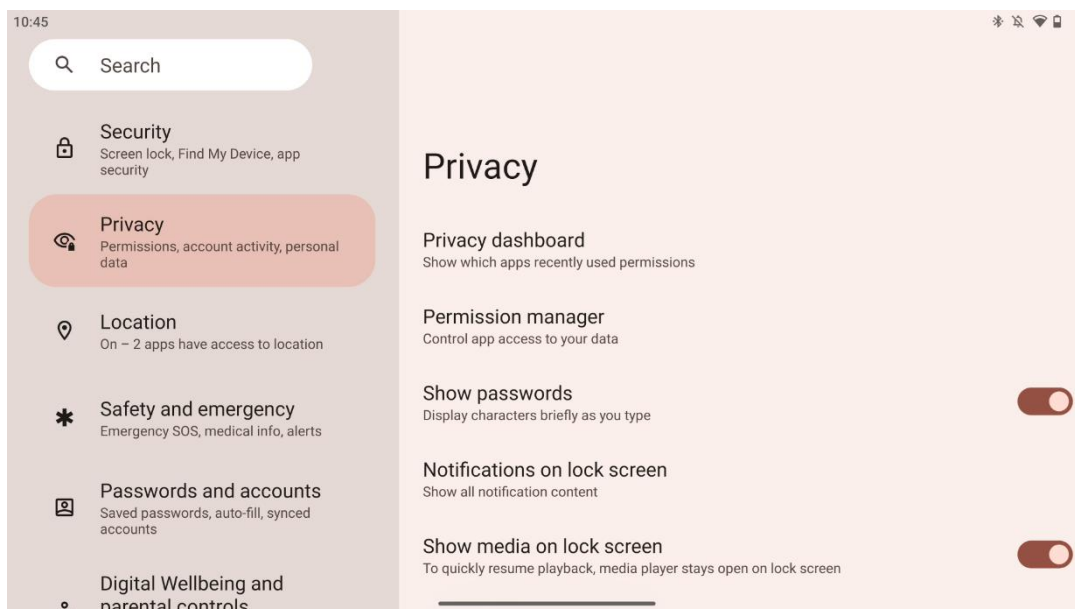 10:45
Search
Security
Screen lock, Find My Device, app
security
Privacy
Permissions, account activity, personal
data
Location
On – 2 apps have access to location
Safety and emergency
Emergency SOS, medical info, alerts
Passwords and accounts
Saved passwords, auto-fill, synced
accounts
Digital Wellbeing and
parental controls
Privacy
Privacy dashboard
Show which apps recently used permissions
Permission manager
Control app access to your data
Show passwords
Display characters briefly as you type
Notifications on lock screen
Show all notification content
Show media on lock screen
To quickly resume playback, media player stays open on lock screen